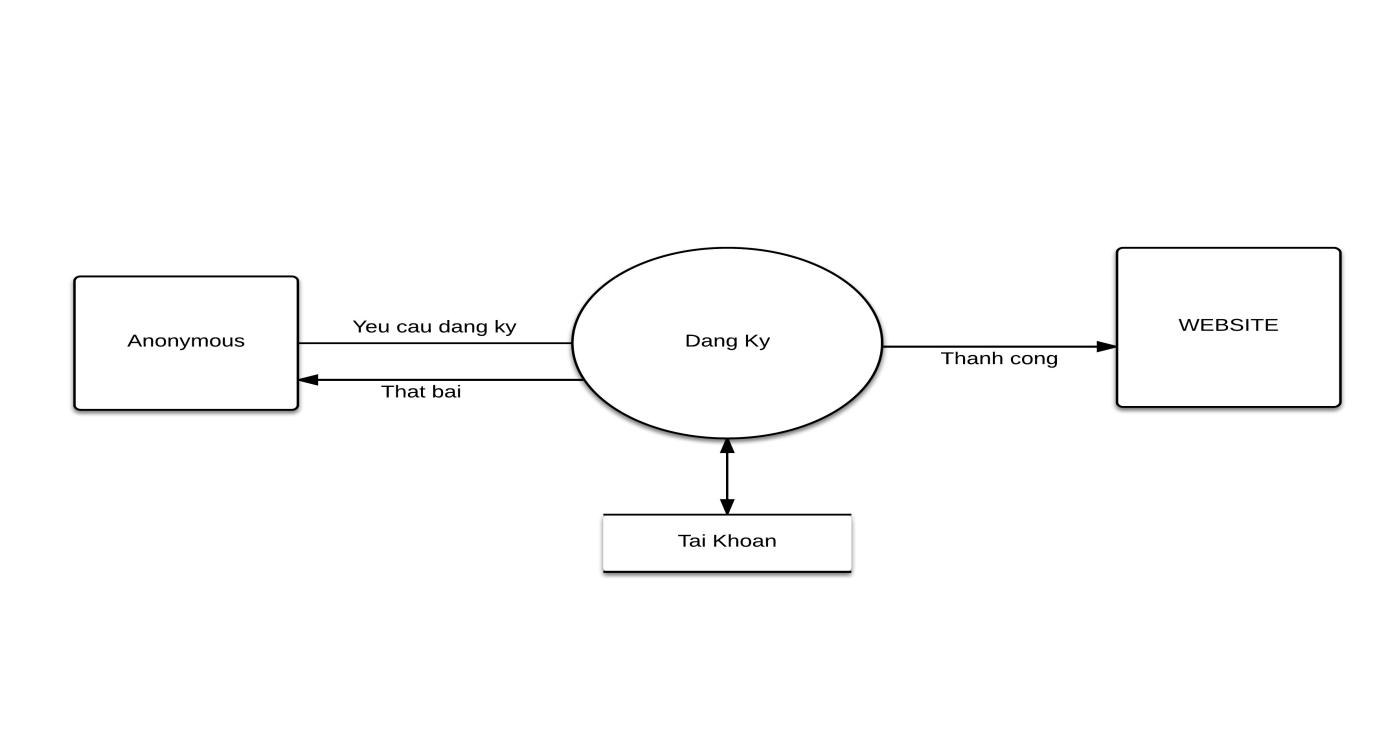 Yeu cau dang ky
Anonymous
Dang Ky
WEBSITE
Thanh cong
That bai
Tai Khoan